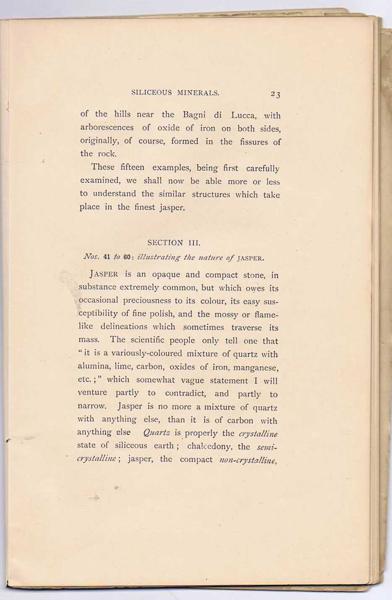 SILICEOUS MINERALS. 23
of the hills near the Bagni di Lucca, with
arborescences of oxide of iron on both sides,
originally, of course, formed in the fissures of
the rock.
These fifteen examples, being first carefully
examined, we shall now be able more or less
to understand the similar structures which take
place in the finest jasper.
SECTION III.
Nos. 41 to 60: illustrating the nature of JASPER.
JASPER is an opaque and compact stone, in
substance extremely common, but which owes its
occasional preciousness to its colour, its easy sus-
ceptibility of fine polish, and the mossy or flame-
like delineations which sometimes traverse its
mass. The scientific people only tell one that
"it is a variously-coloured mixture of quartz with
alumina, lime, carbon, oxides of iron, manganese,
etc.;" which somewhat vague statement I will
venture partly to contradict, and partly to
narrow. Jasper is no more a mixture of quartz
with anything else, than it is of carbon with
anything else Quartz is properly the crystalline
state of siliceous earth; chalcedony, the semi-
crystalline; jasper, the compact non-crystalline,